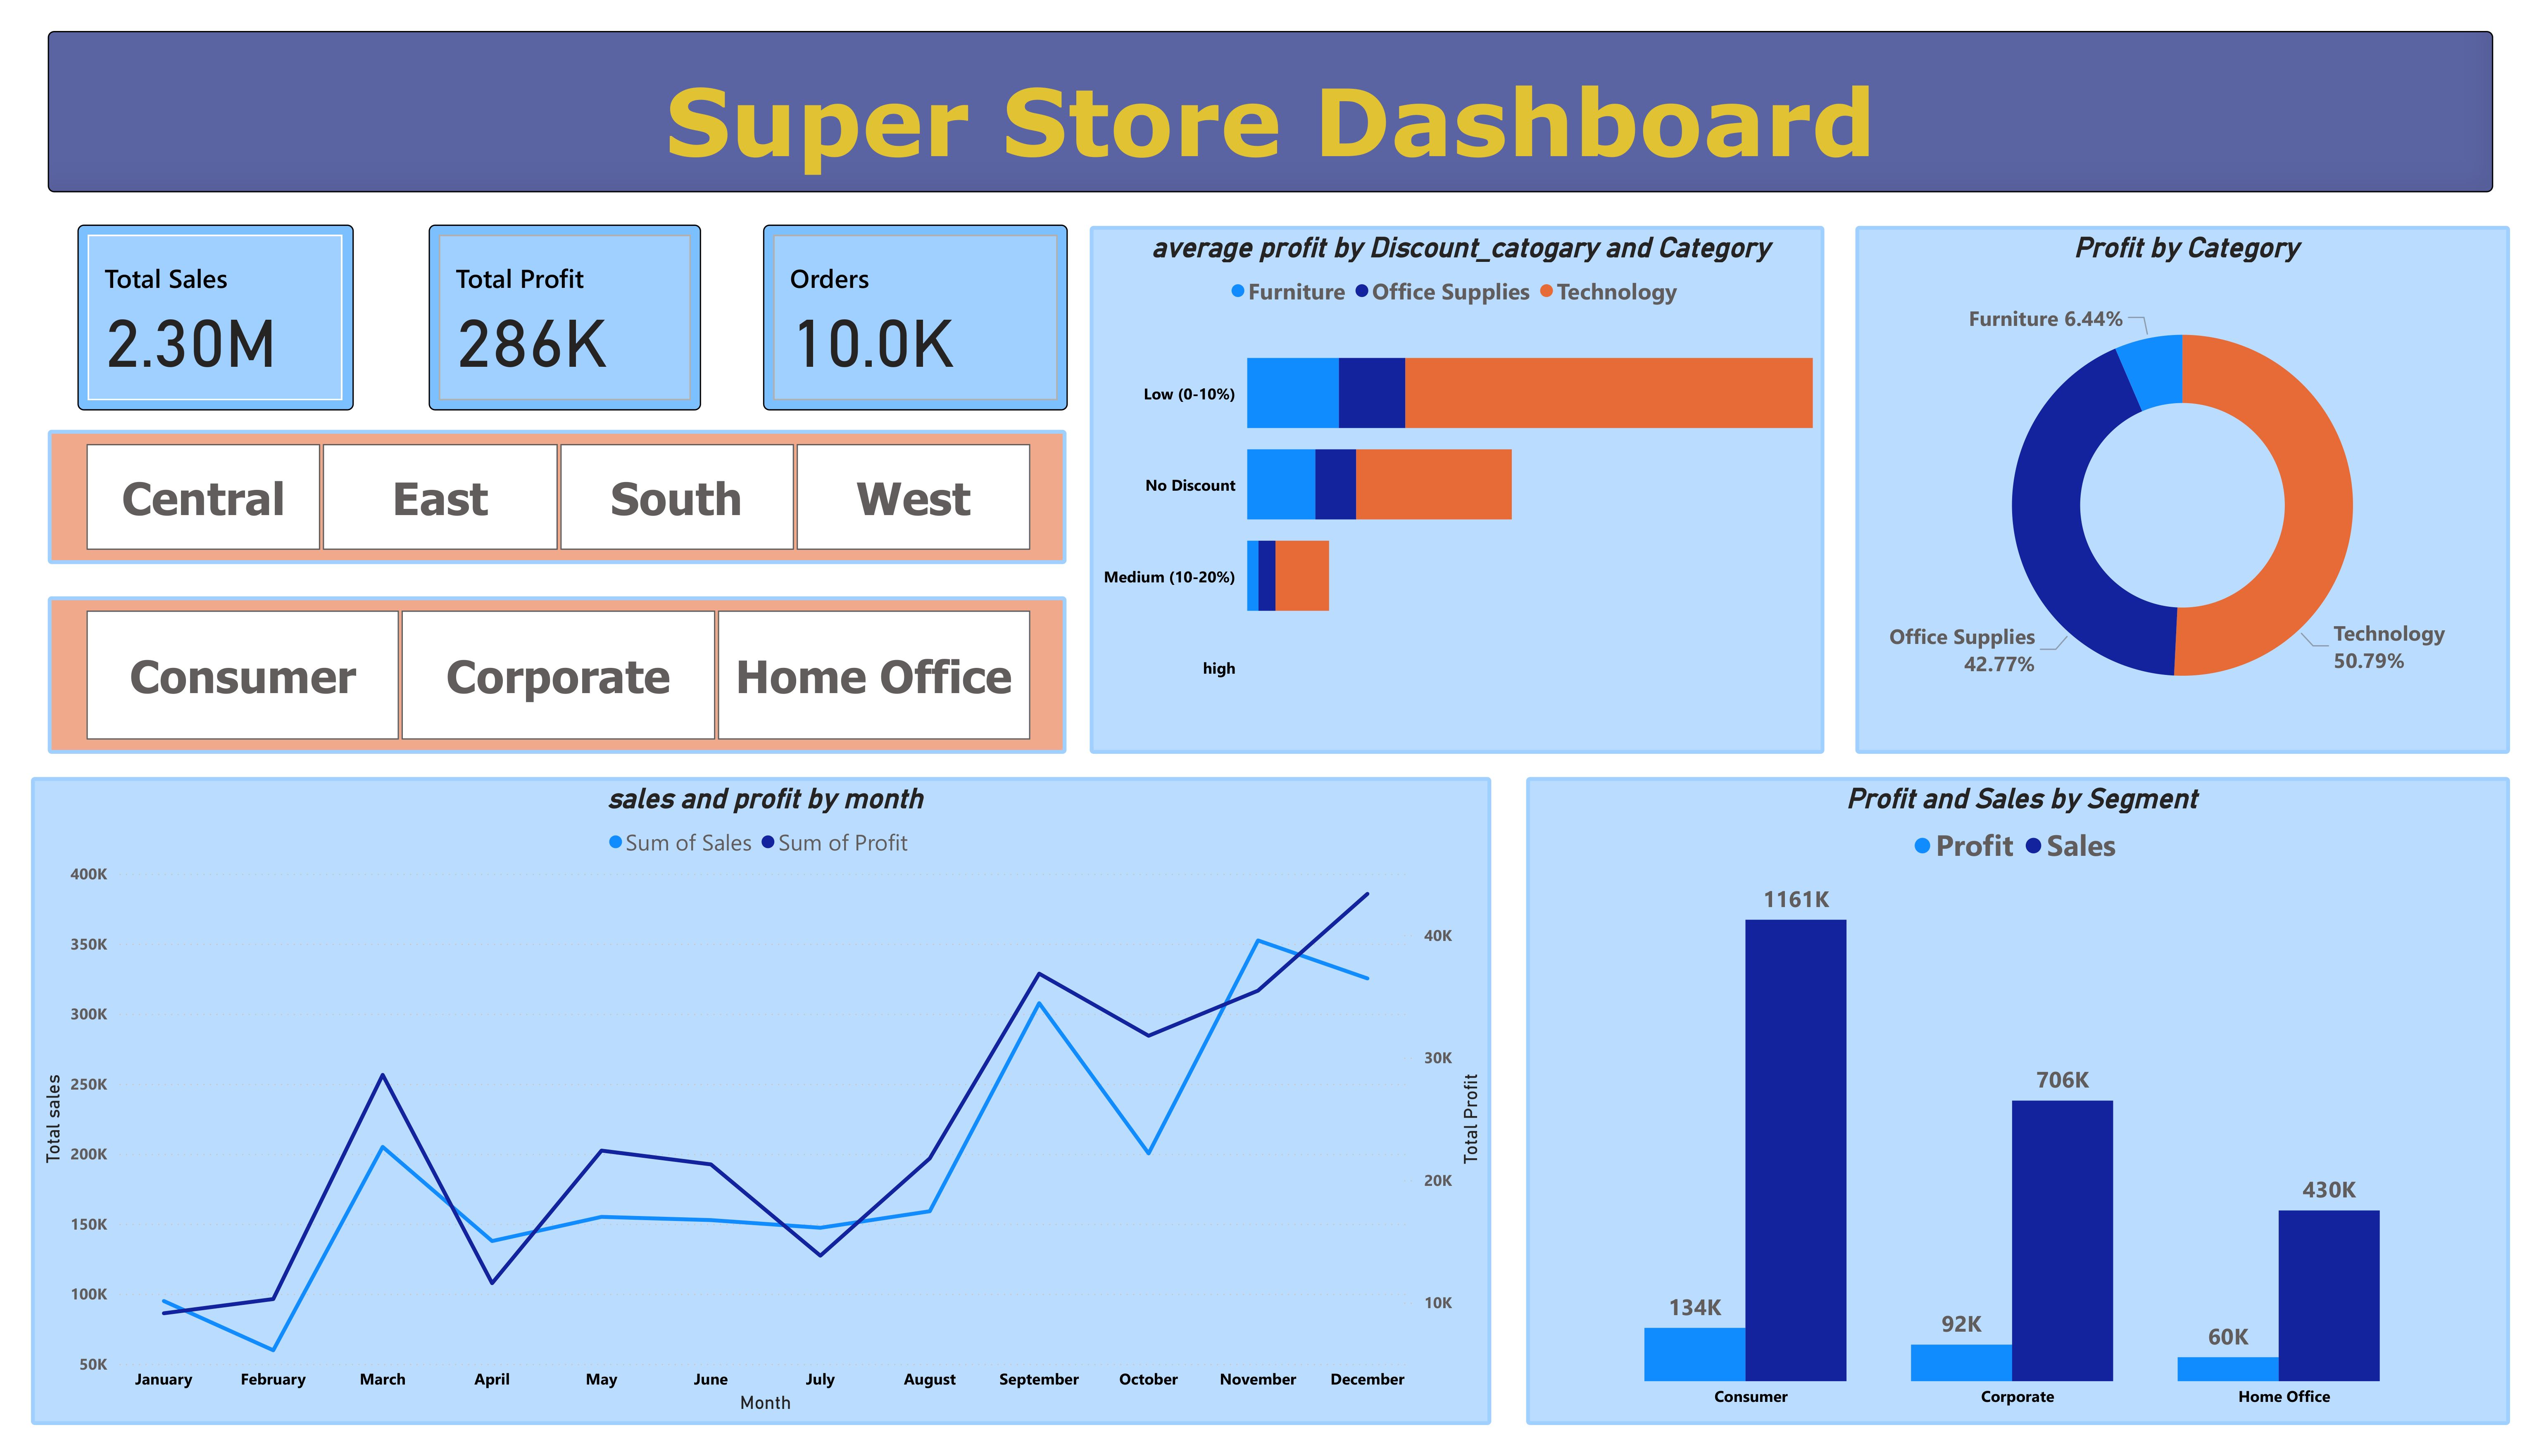 Super Store Dashboard
Total Sales
2.30M
Total Profit
286K
Orders
10.0K
Central
East
South
West
Consumer
Corporate
Home Office
average profit by Discount_catogary and Category
Furniture Office Supplies Technology
Low (0-10%)
No Discount
Medium (10-20%)
high
Profit by Category
Furniture 6.44%
Office Supplies
42.77%
Technology
50.79%
sales and profit by month
Sum of Sales Sum of Profit
400K
350K
300K
250K
200K
150K
100K
50K
Total sales
40K
30K
20K
10K
Total Profit
January February March April May June July August September October November December
Month
Profit and Sales by Segment
Profit Sales
134K
1161K
92K
706K
60K
430K
Consumer Corporate Home Office